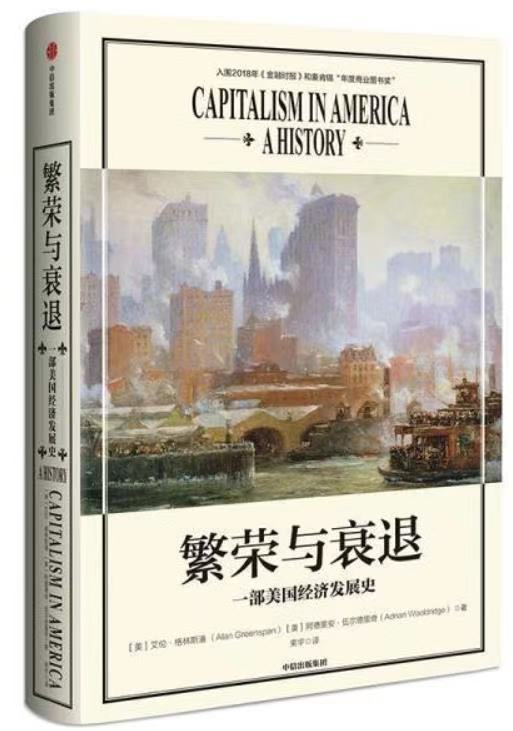 中信出版集团
繁荣与衰退
一部美国经济发展史
A HISTORY
CAPITALISM IN AMERICA
入围2018年《金融时报》和麦肯锡“年度商业图书奖”
CAPITALISM IN AMERICA
A HISTORY
繁荣与衰退
一部美国经济发展史
[美] 艾伦·格林斯潘 (Alan Greenspan) [美] 阿德里安·伍尔德里奇 (Adrian Wooldridge) 著
束宇 译
中信出版集团